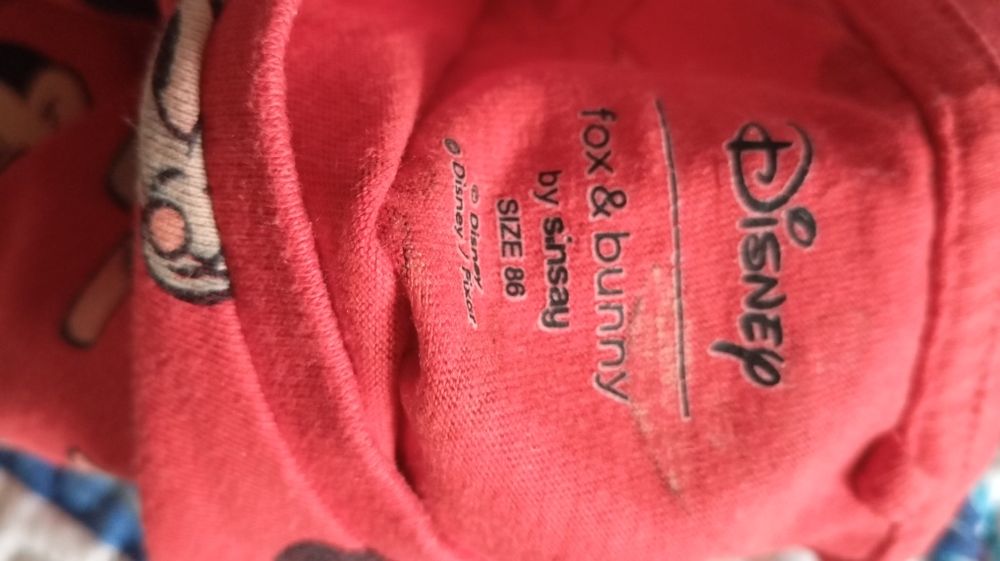 Disney
fox & bunny
by sinsay
SIZE 86
© Disney
© Disney / Pixar